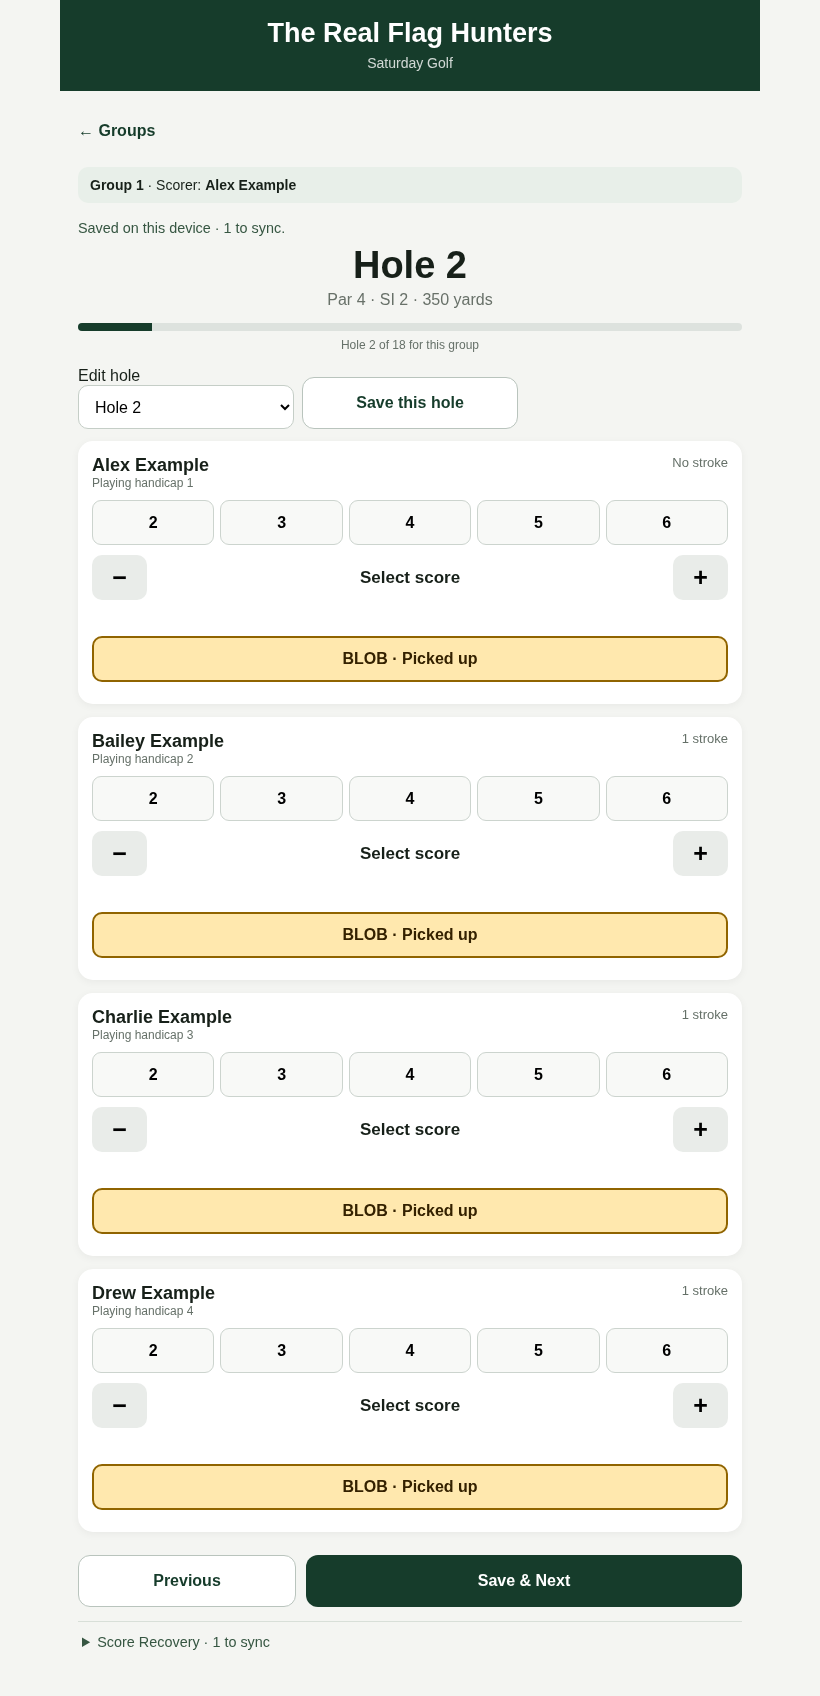 The Real Flag Hunters
Saturday Golf
← Groups
Group 1 · Scorer: Alex Example
Saved on this device · 1 to sync.
Hole 2
Par 4 · SI 2 · 350 yards
Hole 2 of 18 for this group
Edit hole
Hole 2
Save this hole
Alex Example
No stroke
Playing handicap 1
2 3 4 5 6
− Select score +
BLOB · Picked up
Bailey Example
1 stroke
Playing handicap 2
2 3 4 5 6
− Select score +
BLOB · Picked up
Charlie Example
1 stroke
Playing handicap 3
2 3 4 5 6
− Select score +
BLOB · Picked up
Drew Example
1 stroke
Playing handicap 4
2 3 4 5 6
− Select score +
BLOB · Picked up
Previous
Save & Next
▶ Score Recovery · 1 to sync